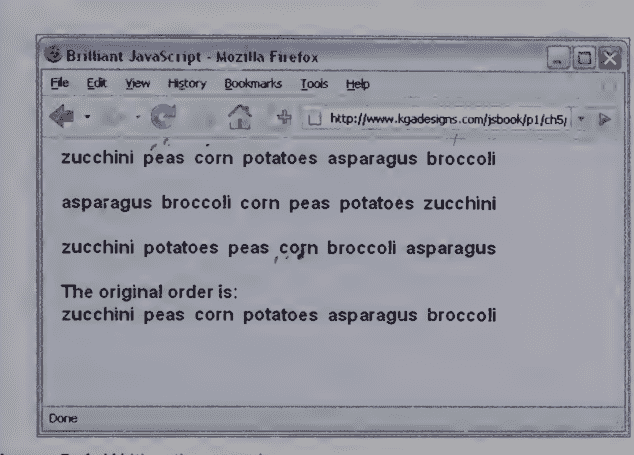 Brilliant JavaScript - Mozilla Firefox
File Edit View History Bookmarks Tools Help
http://www.kgadesigns.com/jsbook/p1/ch5/
zucchini peas corn potatoes asparagus broccoli
asparagus broccoli corn peas potatoes zucchini
zucchini potatoes peas corn broccoli asparagus
The original order is:
zucchini peas corn potatoes asparagus broccoli
Done